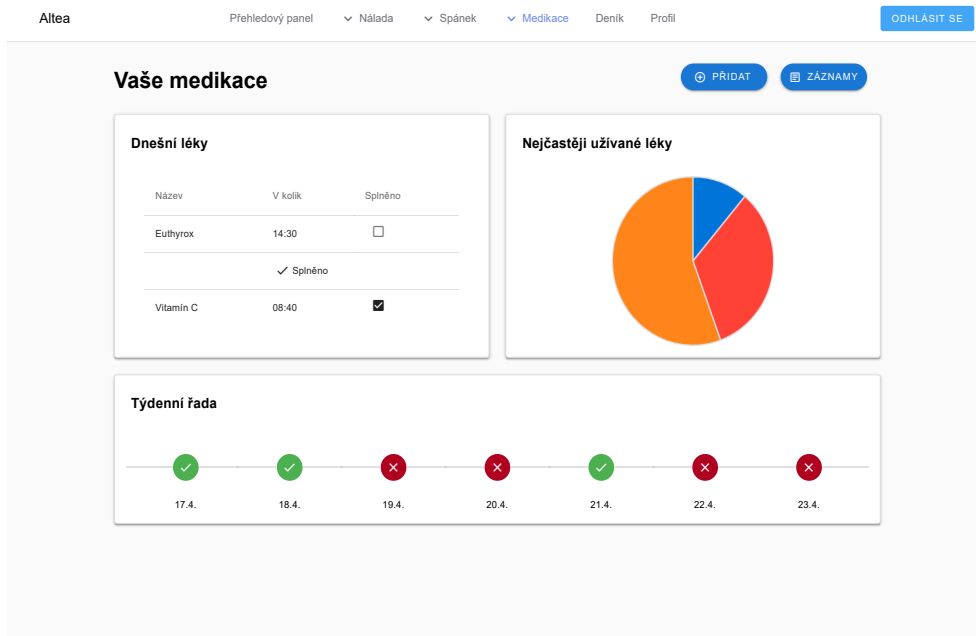 Altea Přehledový panel Nálada Spánek Medikace Deník Profil ODHLÁSIT SE
Vaše medikace PŘIDAT ZÁZNAMY
Dnešní léky
Název V kolik Splněno
Euthyrox 14:30
Splněno
Vitamín C 08:40
Nejčastěji užívané léky
Týdenní řada
17.4. 18.4. 19.4. 20.4. 21.4. 22.4. 23.4.